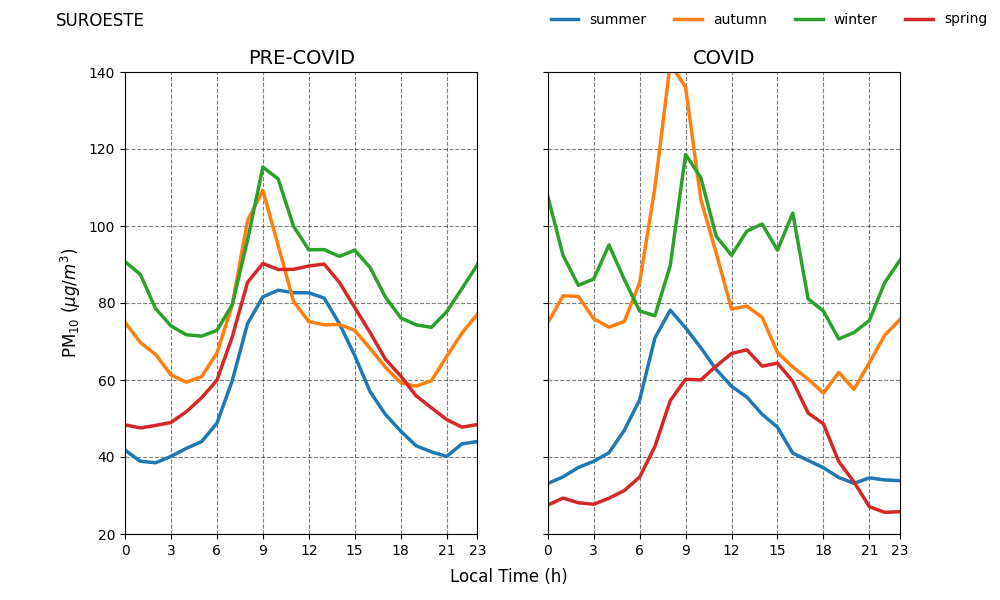 SUROESTE
summer autumn winter spring
PRE-COVID COVID
140
120
100
80
60
40
20
PM₁₀ (μg/m³)
0 3 6 9 12 15 18 21 23 0 3 6 9 12 15 18 21 23
Local Time (h)